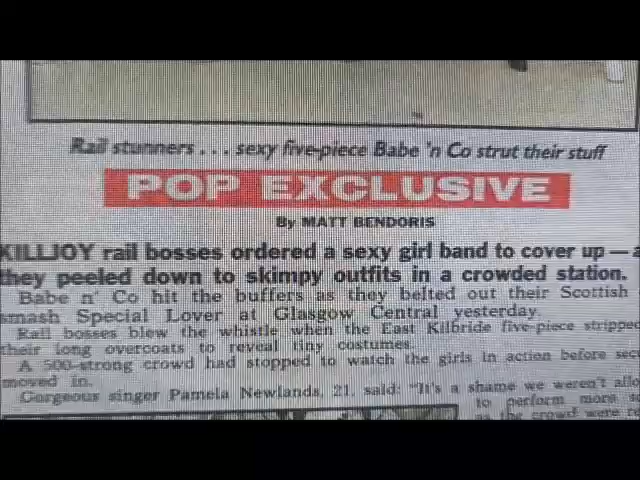 Rail stunners . . . sexy five-piece Babe 'n Co strut their stuff
POP EXCLUSIVE
By MATT BENDORIS
KILLJOY rail bosses ordered a sexy girl band to cover up — a
they peeled down to skimpy outfits in a crowded station.
Babe n' Co hit the buffers as they belted out their Scottish
smash Special Lover at Glasgow Central yesterday.
Rail bosses blew the whistle when the East Kilbride five-piece stripped
their long overcoats to reveal tiny costumes.
A 500-strong crowd had stopped to watch the girls in action before secu
moved in.
Gorgeous singer Pamela Newlands, 21, said: "It's a shame we weren't allo
to perform more so
as the crowd were r